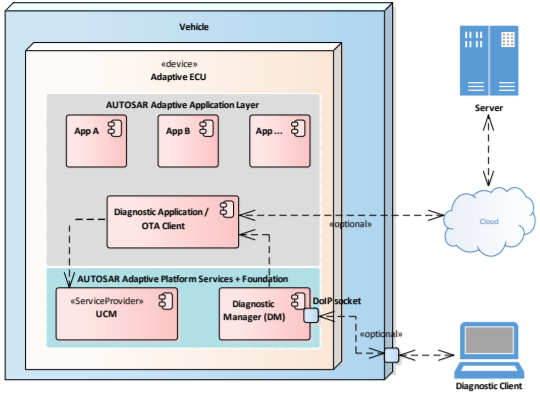 Vehicle
«device»
Adaptive ECU
AUTOSAR Adaptive Application Layer
App A
App B
App ...
Diagnostic Application /
OTA Client
«optional»
AUTOSAR Adaptive Platform Services + Foundation
«ServiceProvider»
UCM
Diagnostic
Manager (DM)
DoIP socket
«optional»
Server
Cloud
Diagnostic Client